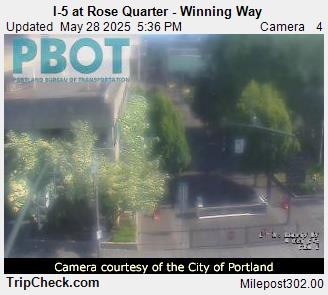 I-5 at Rose Quarter - Winning Way
Updated May 28 2025 5:36 PM Camera 4
PBOT
PORTLAND BUREAU OF TRANSPORTATION
Camera courtesy of the City of Portland
TripCheck.com Milepost302.00